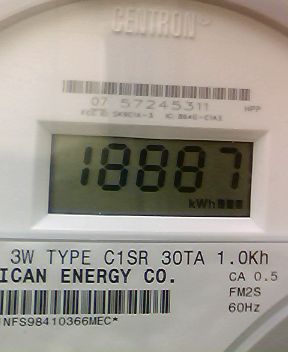 CENTRON
07 57245311
HPP
18887
kWh
3W TYPE C1SR 30TA 1.0Kh
ICAN ENERGY CO.
CA 0.5
FM2S
60Hz
NFS98410366MEC*